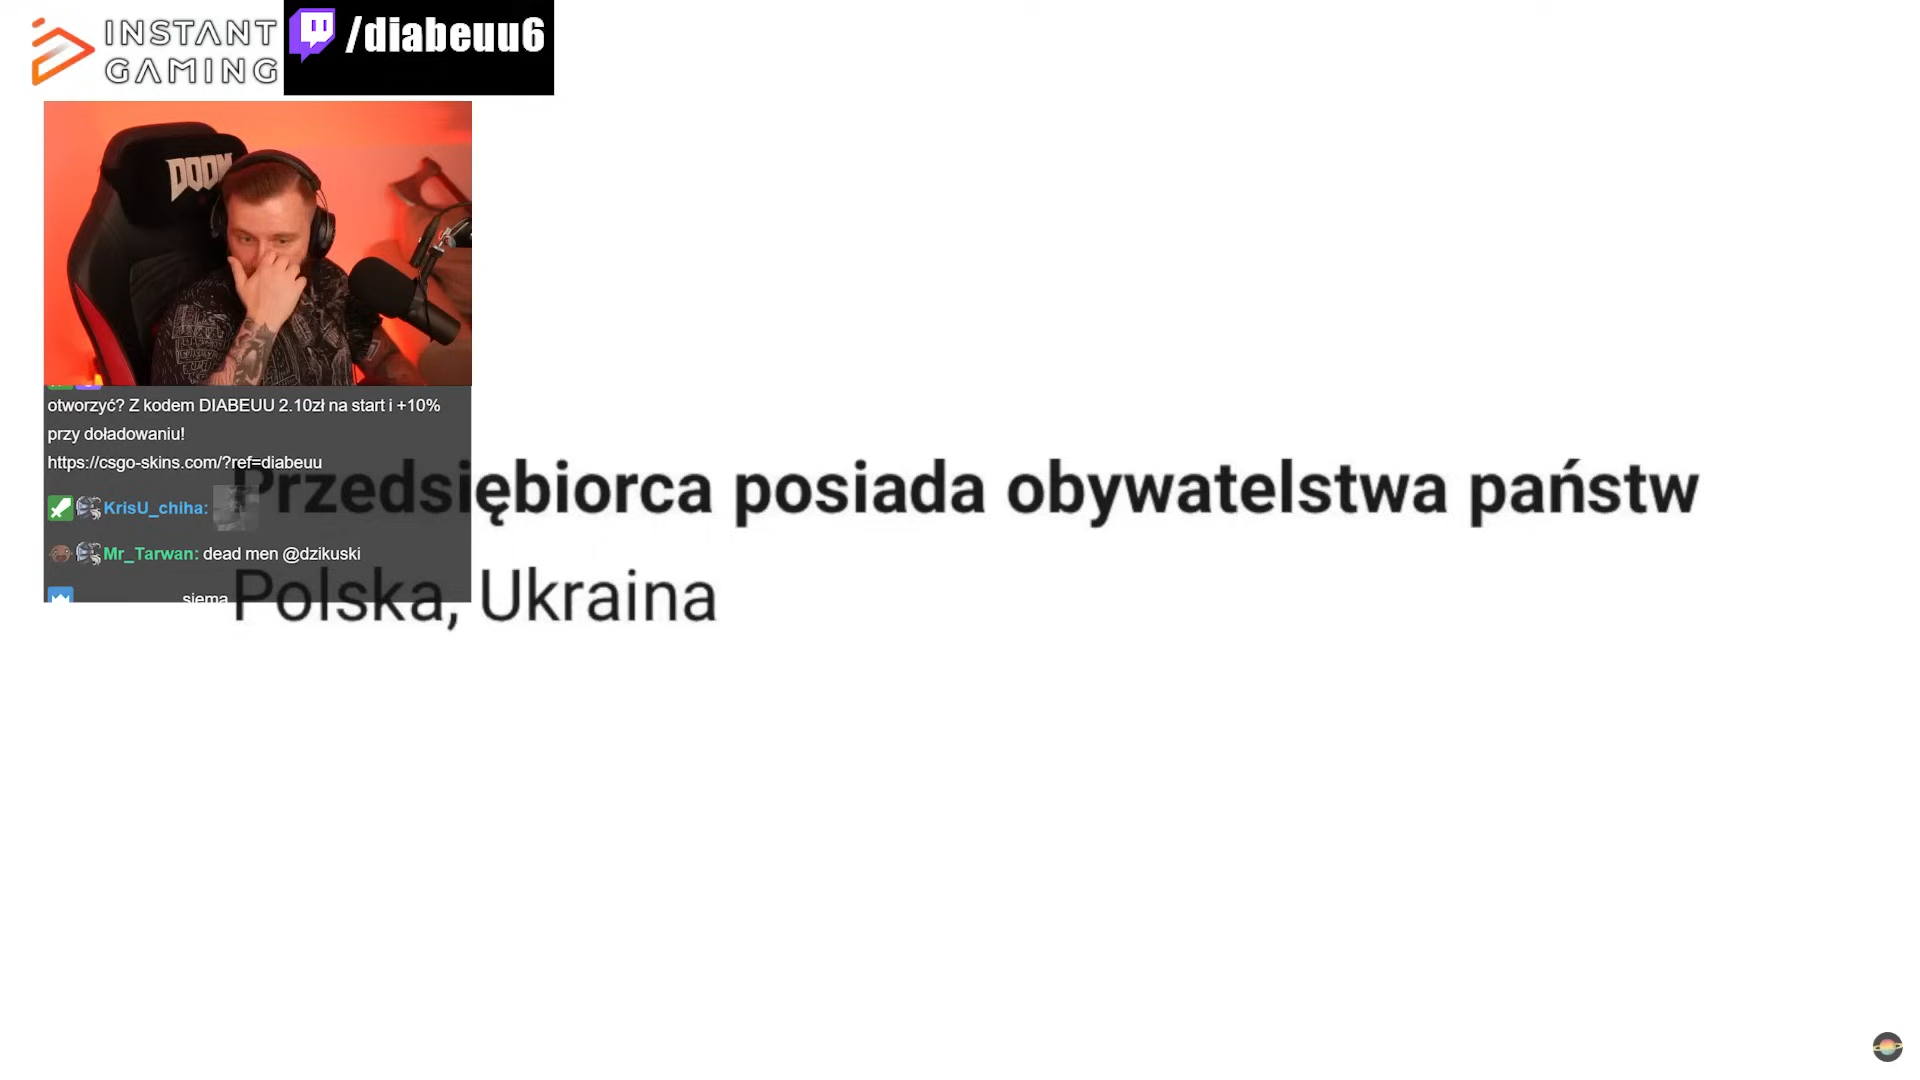 INSTANT
GAMING
/diabeuu6
DOOM
otworzyć? Z kodem DIABEUU 2.10zł na start i +10%
przy doładowaniu!
https://csgo-skins.com/?ref=diabeuu
KrisU_chiha:
Mr_Tarwan: dead men @dzikuski
siema
Przedsiębiorca posiada obywatelstwa państw
Polska, Ukraina